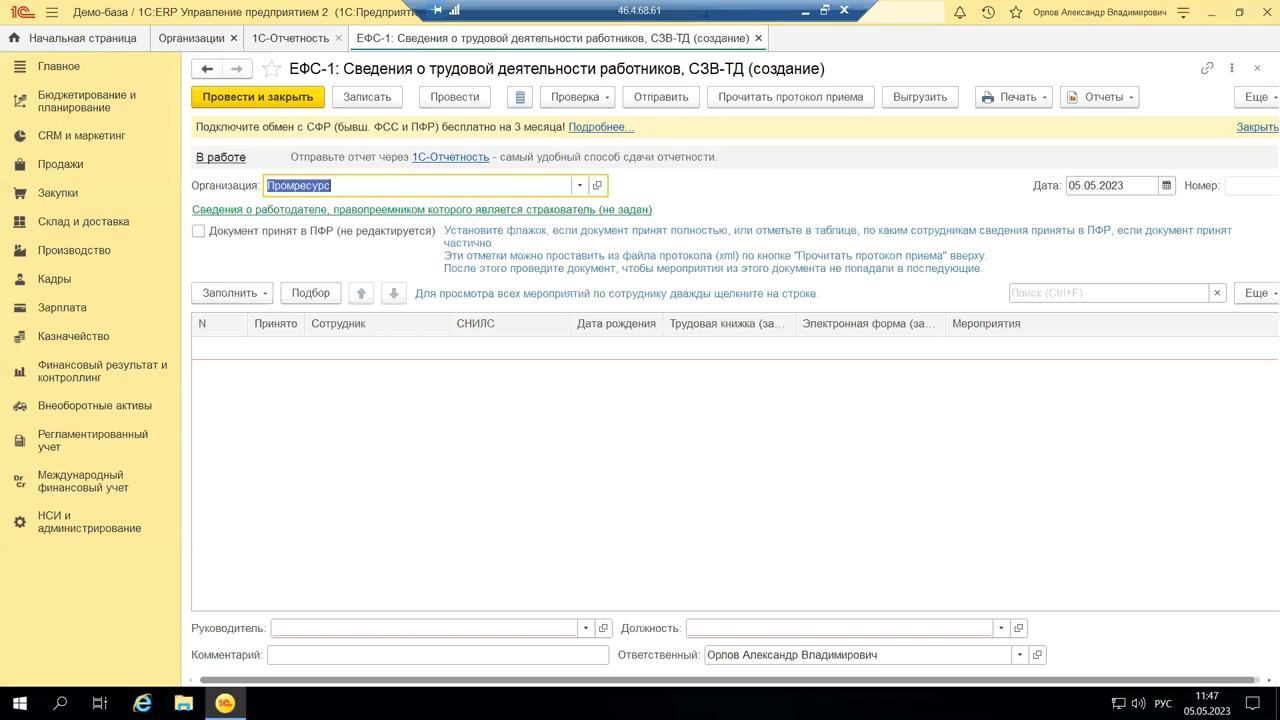 Демо-база / 1С:ERP Управление предприятием 2 (1С:Предприяти
46.4.68.61
Орлов Александр Владимирович
Начальная страница
Организации
1С-Отчетность
ЕФС-1: Сведения о трудовой деятельности работников, СЗВ-ТД (создание)
Главное
Бюджетирование и
планирование
CRM и маркетинг
Продажи
Закупки
Склад и доставка
Производство
Кадры
Зарплата
Казначейство
Финансовый результат и
контроллинг
Внеоборотные активы
Регламентированный
учет
Международный
финансовый учет
НСИ и
администрирование
ЕФС-1: Сведения о трудовой деятельности работников, СЗВ-ТД (создание)
Провести и закрыть Записать Провести Проверка Отправить Прочитать протокол приема Выгрузить Печать Отчеты Еще
Подключите обмен с СФР (бывш. ФСС и ПФР) бесплатно на 3 месяца! Подробнее... Закрыть
В работе Отправьте отчет через 1С-Отчетность - самый удобный способ сдачи отчетности.
Организация: Промресурс Дата: 05.05.2023 Номер:
Сведения о работодателе, правопреемником которого является страхователь (не задан)
Документ принят в ПФР (не редактируется) Установите флажок, если документ принят полностью, или отметьте в таблице, по каким сотрудникам сведения приняты в ПФР, если документ принят
частично.
Эти отметки можно проставить из файла протокола (xml) по кнопке "Прочитать протокол приема" вверху.
После этого проведите документ, чтобы мероприятия из этого документа не попадали в последующие.
Заполнить Подбор Для просмотра всех мероприятий по сотруднику дважды щелкните на строке. Поиск (Ctrl+F) Еще
N Принято Сотрудник СНИЛС Дата рождения Трудовая книжка (за... Электронная форма (за... Мероприятия
Руководитель: Должность:
Комментарий: Ответственный: Орлов Александр Владимирович
РУС
11:47
05.05.2023